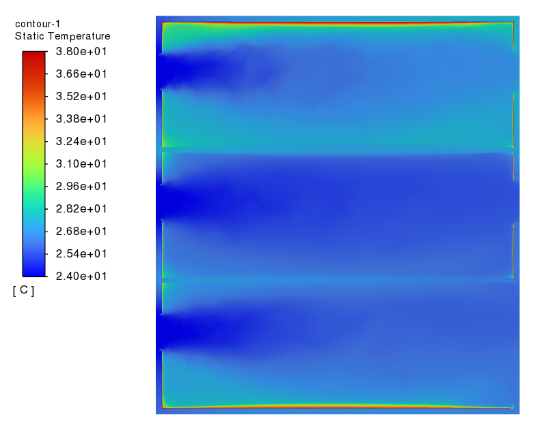 contour-1
Static Temperature
3.80e+01
3.66e+01
3.52e+01
3.38e+01
3.24e+01
3.10e+01
2.96e+01
2.82e+01
2.68e+01
2.54e+01
2.40e+01
[ C ]